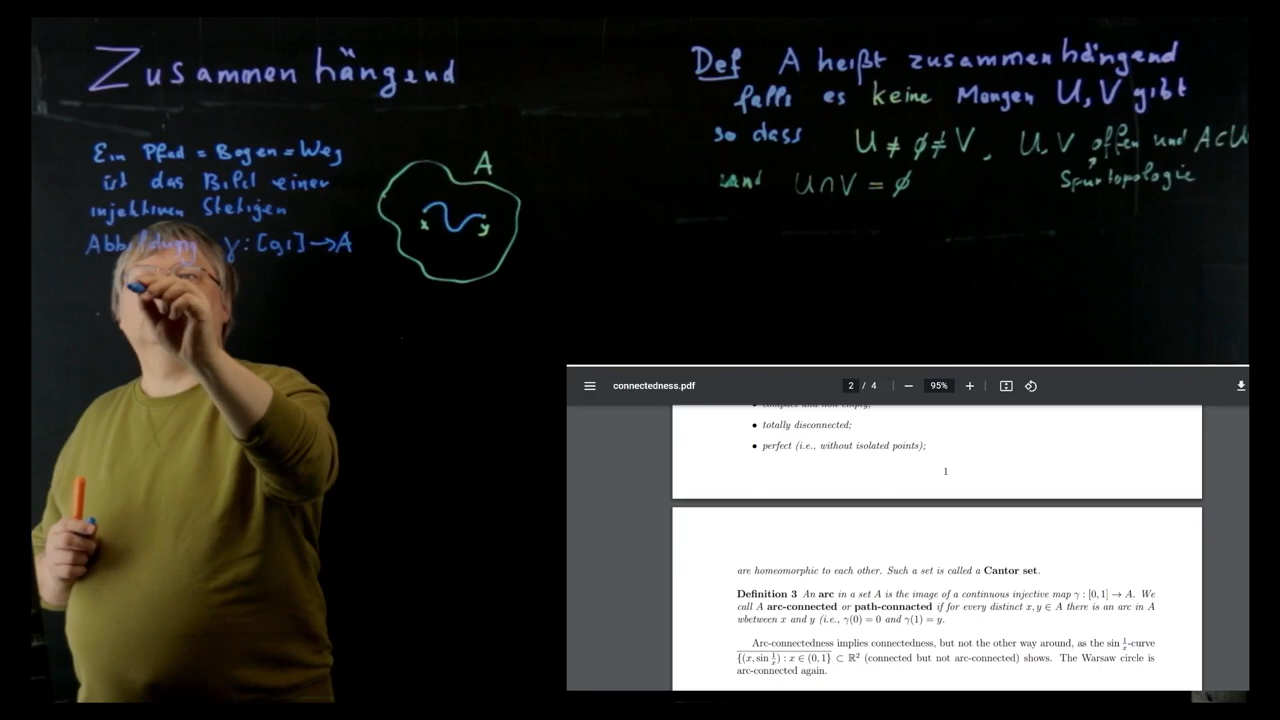 Zusammenhängend
Ein Pfad = Bogen = Weg
ist das Bild einer
injektiven stetigen
Abbildung γ: [0,1] → A
A
x y
Def A heißt zusammenhängend
falls es keine Mengen U, V gibt
so dass U ≠ ∅ ≠ V, U, V offen und A ⊂ U
Spurtopologie
und U ∩ V = ∅
connectedness.pdf
2 / 4
95%
• compact and non empty;
• totally disconnected;
• perfect (i.e., without isolated points);
1
are homeomorphic to each other. Such a set is called a Cantor set.
Definition 3 An arc in a set A is the image of a continuous injective map γ : [0, 1] → A. We
call A arc-connected or path-connacted if for every distinct x, y ∈ A there is an arc in A
wbetween x and y (i.e., γ(0) = 0 and γ(1) = y.
Arc-connectedness implies connectedness, but not the other way around, as the sin 1/x-curve
{(x, sin 1/x) : x ∈ (0, 1} ⊂ ℝ² (connected but not arc-connected) shows. The Warsaw circle is
arc-connected again.